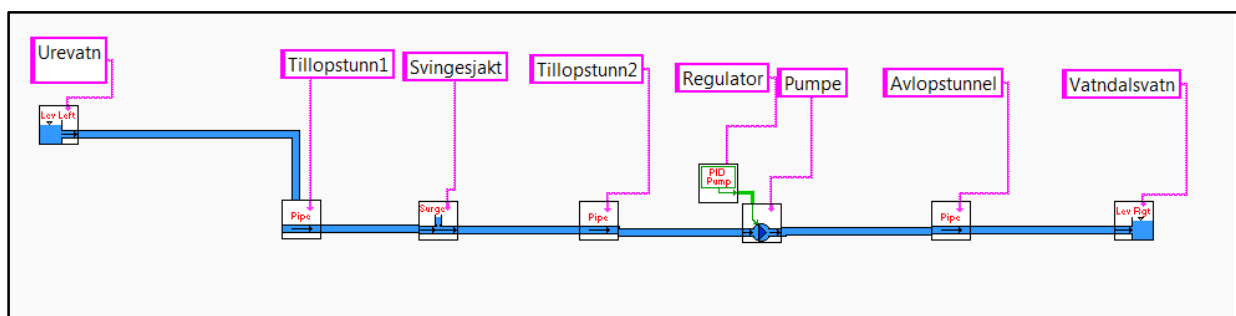 Urevatn
Tillopstunn1
Svingesjakt
Tillopstunn2
Regulator
Pumpe
Avlopstunnel
Vatndalsvatn
Lev Left
Pipe
Surge
Pipe
PID
Pump
Pipe
Lev Rgt